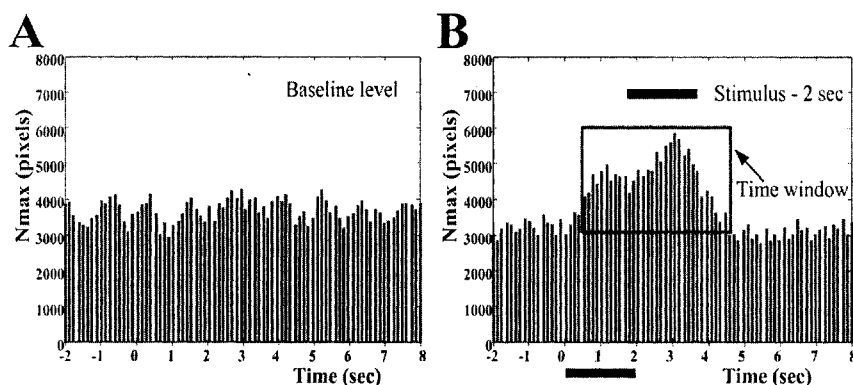 A
Nmax (pixels)
8000
7000
6000
5000
4000
3000
2000
1000
0
Baseline level
-2 -1 0 1 2 3 4 5 6 7 8
Time (sec)
B
Nmax (pixels)
8000
7000
6000
5000
4000
3000
2000
1000
0
Stimulus - 2 sec
Time window
-2 -1 0 1 2 3 4 5 6 7 8
Time (sec)